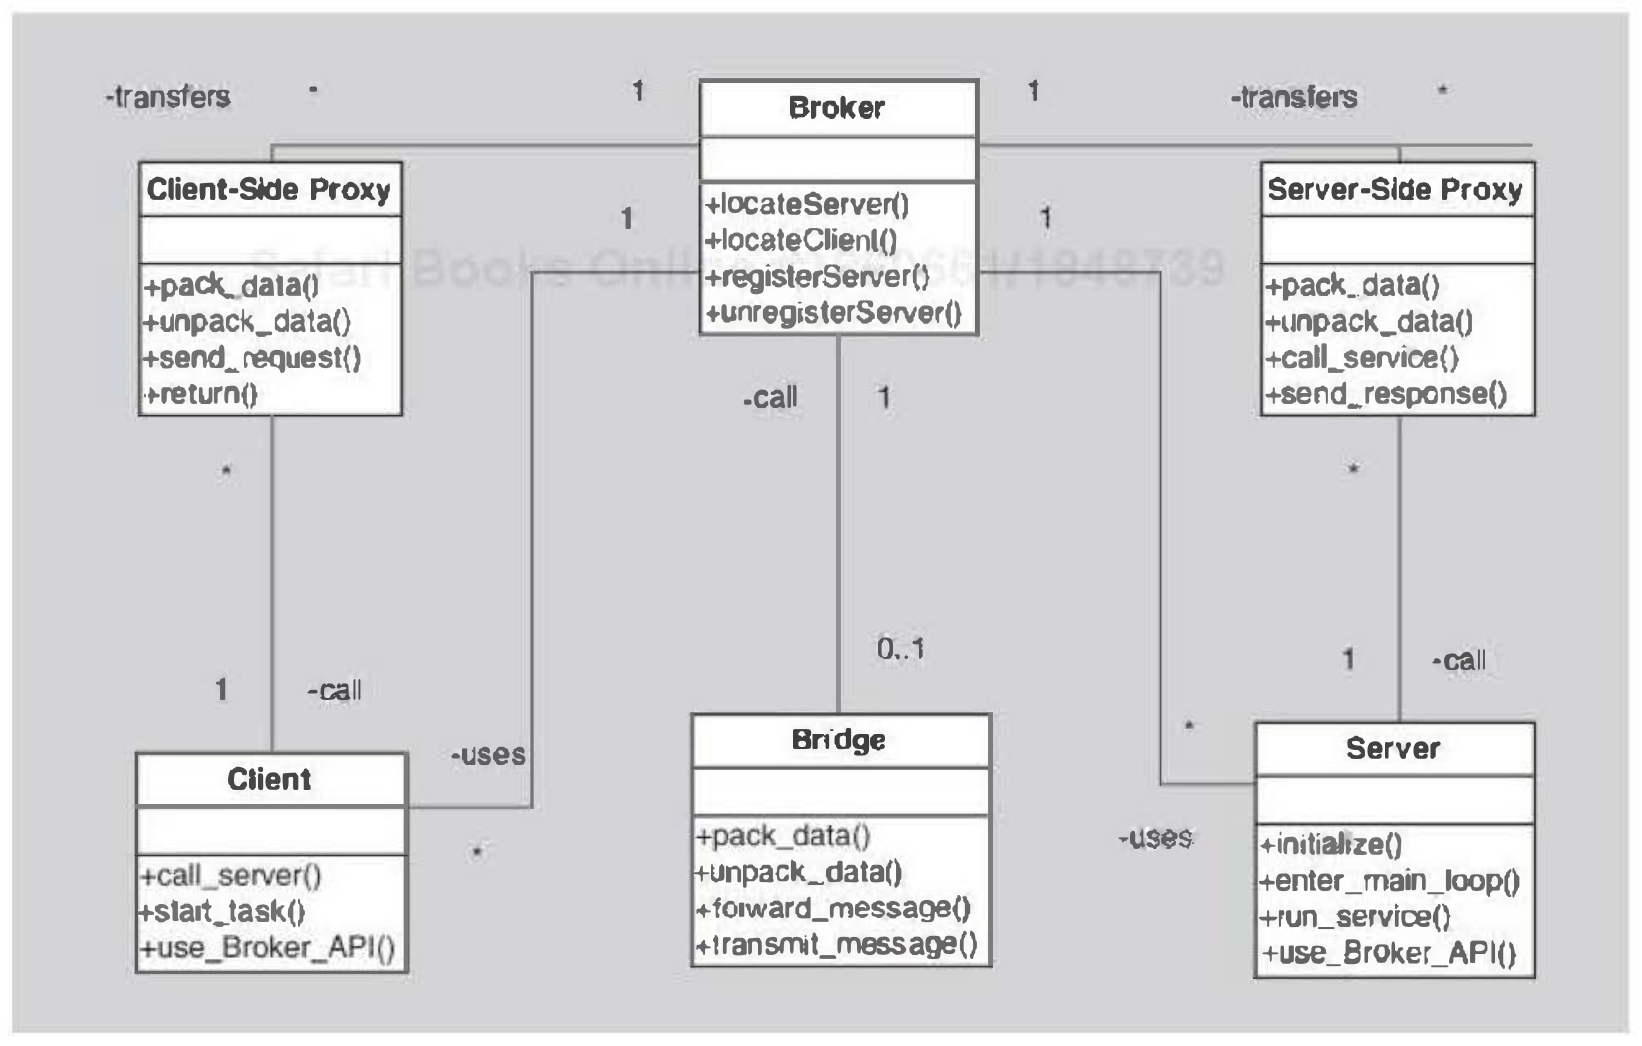 -transfers * 1 Broker 1 -transfers *
Client-Side Proxy
Server-Side Proxy
+locateServer()
+locateClient()
+registerServer()
+unregisterServer()
1
1
+pack_data()
+unpack_data()
+send_request()
+return()
+pack_data()
+unpack_data()
+call_service()
+send_response()
Safari Books Online
-call 1
*
*
0..1
1 -call
1 -call
-uses
*
Client
*
-uses
Bridge
Server
+call_server()
+start_task()
+use_Broker_API()
+pack_data()
+unpack_data()
+forward_message()
+transmit_message()
+initialize()
+enter_main_loop()
+run_service()
+use_Broker_API()